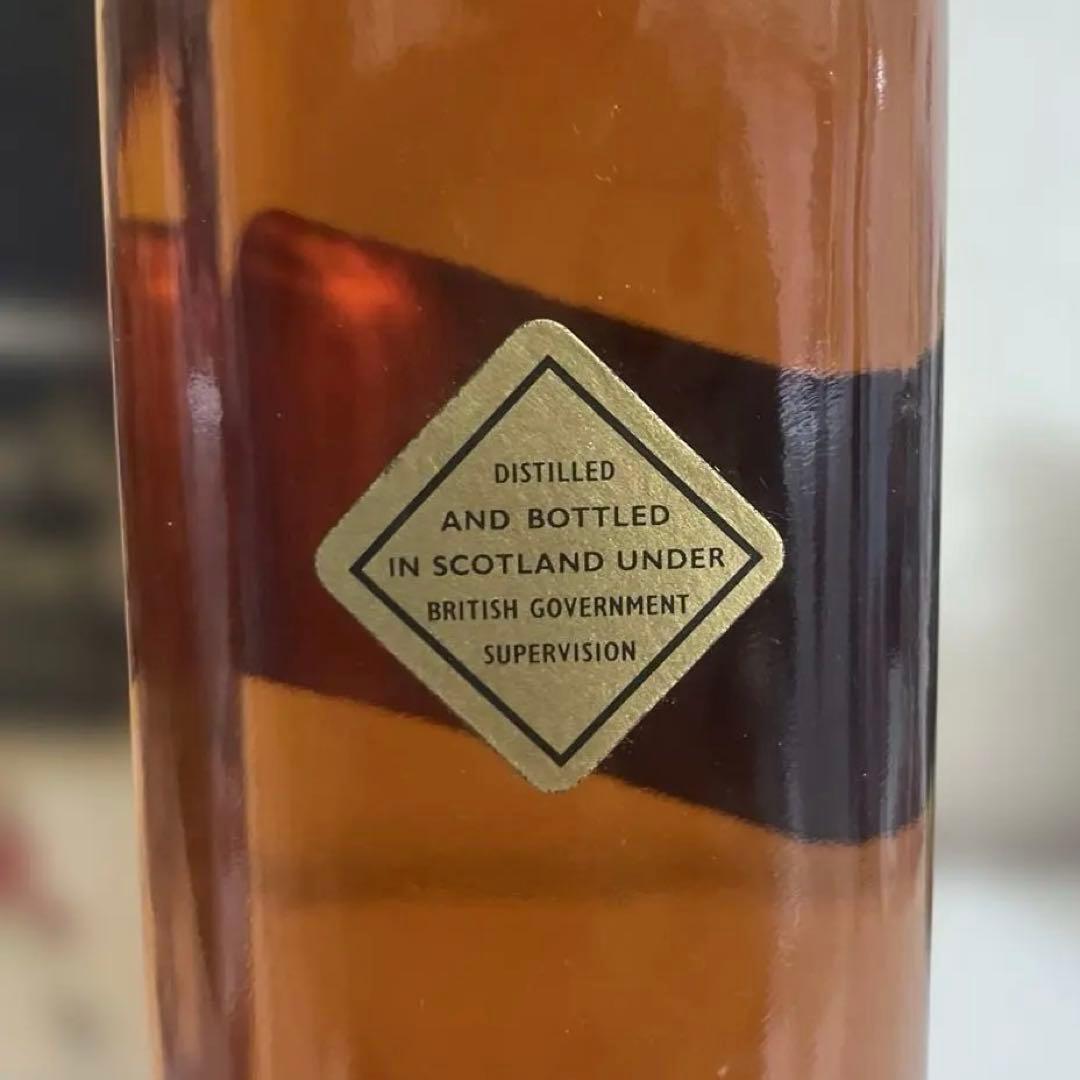 DISTILLED
AND BOTTLED
IN SCOTLAND UNDER
BRITISH GOVERNMENT
SUPERVISION